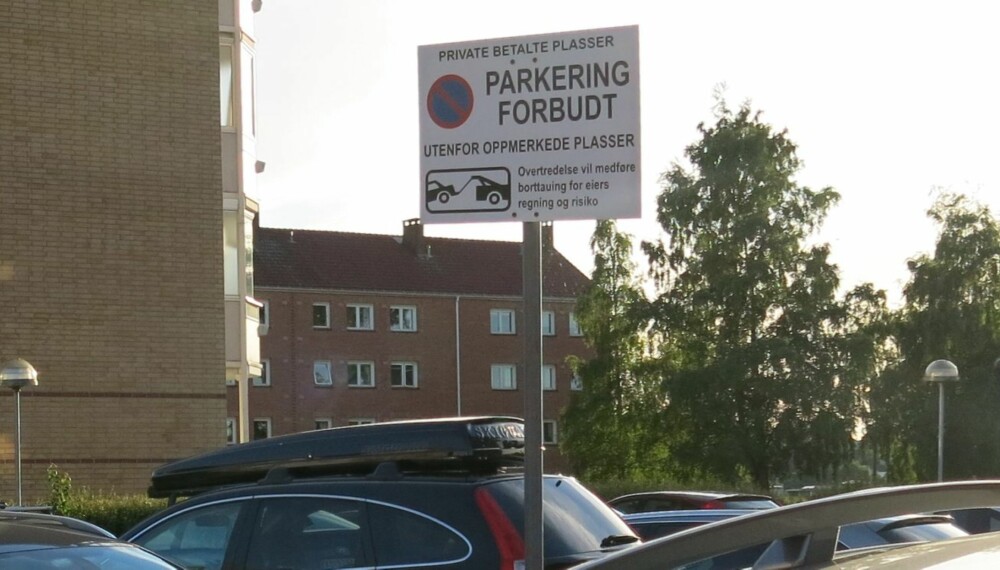 PRIVATE BETALTE PLASSER
PARKERING
FORBUDT
UTENFOR OPPMERKEDE PLASSER
Overtredelse vil medføre
borttauing for eiers
regning og risiko